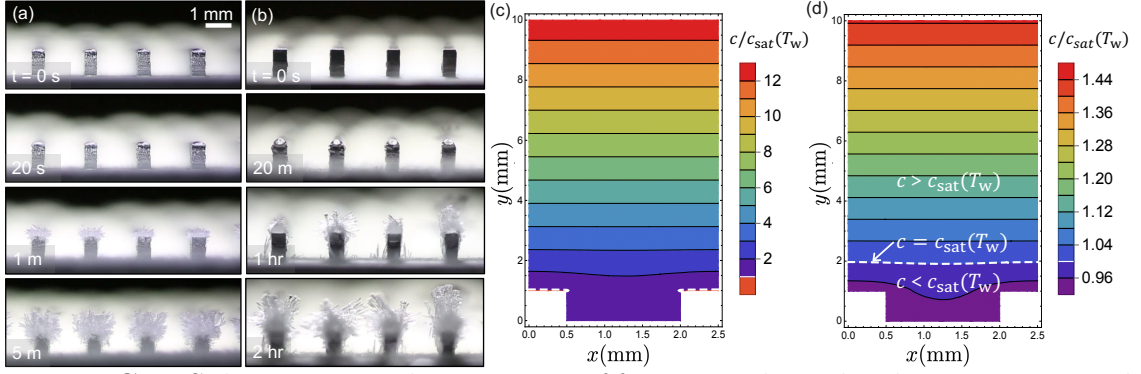 (a)
1 mm
t = 0 s
20 s
1 m
5 m
(b)
t = 0 s
20 m
1 hr
2 hr
(c)
10
8
6
4
2
0
y(mm)
0.0 0.5 1.0 1.5 2.0 2.5
x(mm)
c/c_sat(T_w)
12
10
8
6
4
2
(d)
10
8
6
4
2
0
y(mm)
c > c_sat(T_w)
c = c_sat(T_w)
c < c_sat(T_w)
0.0 0.5 1.0 1.5 2.0 2.5
x(mm)
c/c_sat(T_w)
1.44
1.36
1.28
1.20
1.12
1.04
0.96